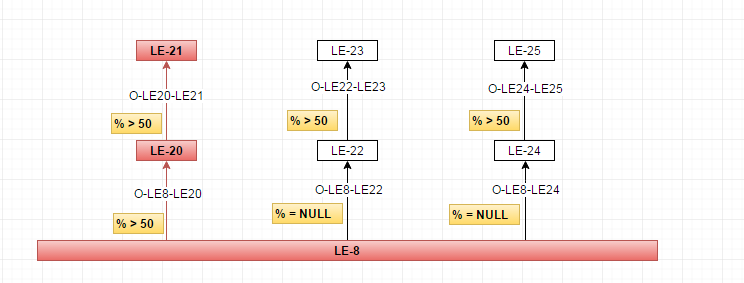 LE-21
LE-23
LE-25
O-LE20-LE21
O-LE22-LE23
O-LE24-LE25
% > 50
% > 50
% > 50
LE-20
LE-22
LE-24
O-LE8-LE20
O-LE8-LE22
O-LE8-LE24
% > 50
% = NULL
% = NULL
LE-8